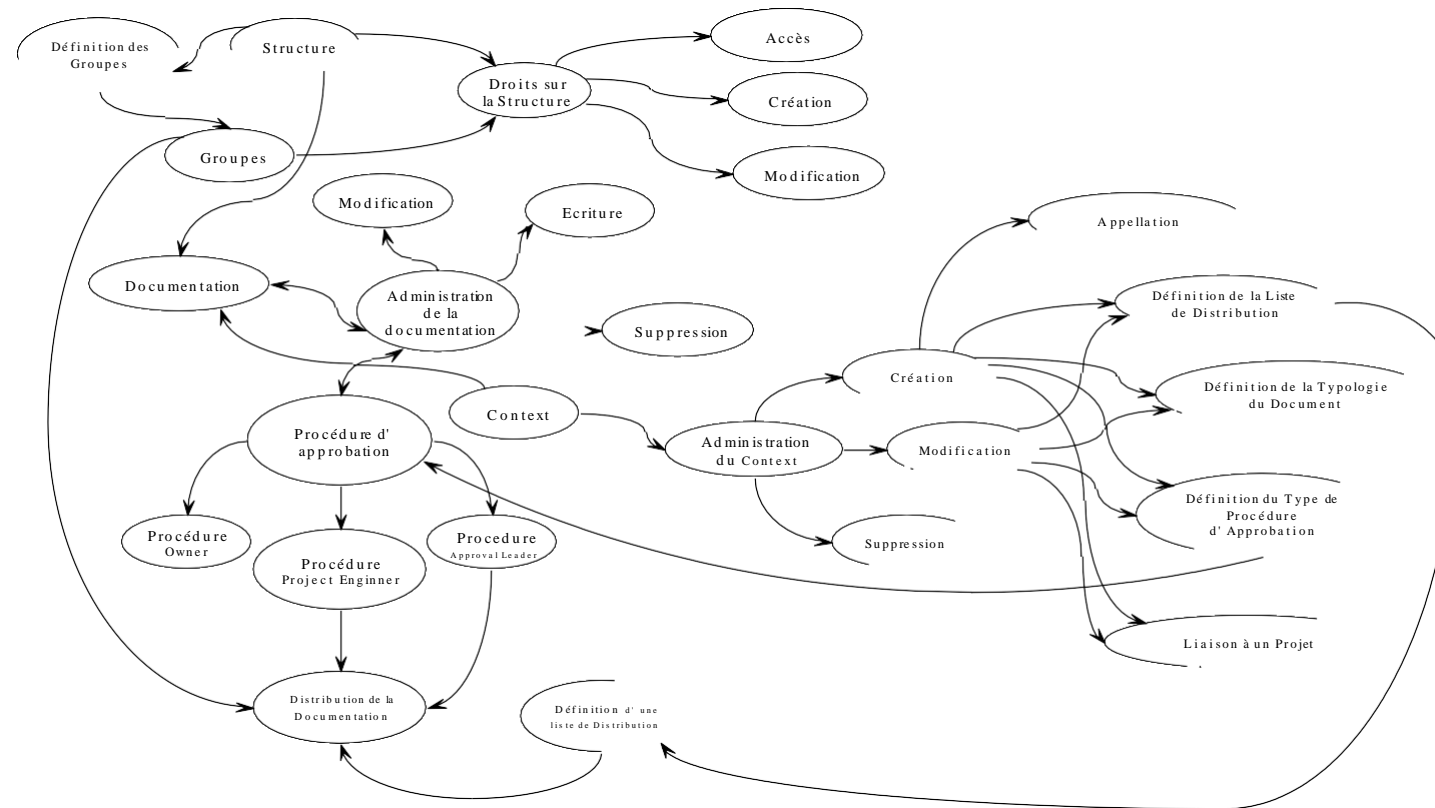 Définition des
Groupes
Structure
Accès
Droits sur
la Structure
Création
Groupes
Modification
Modification
Ecriture
Appellation
Documentation
Administration
de la
documentation
Définition de la Liste
de Distribution
Suppression
Création
Définition de la Typologie
du Document
Context
Procédure d'
approbation
Administration
du Context
Modification
Définition du Type de
Procédure
d'Approbation
Procédure
Owner
Procédure
Project Enginner
Procedure
Approval Leader
Suppression
Liaison à un Projet
Distribution de la
Documentation
Définition d'une
liste de Distribution